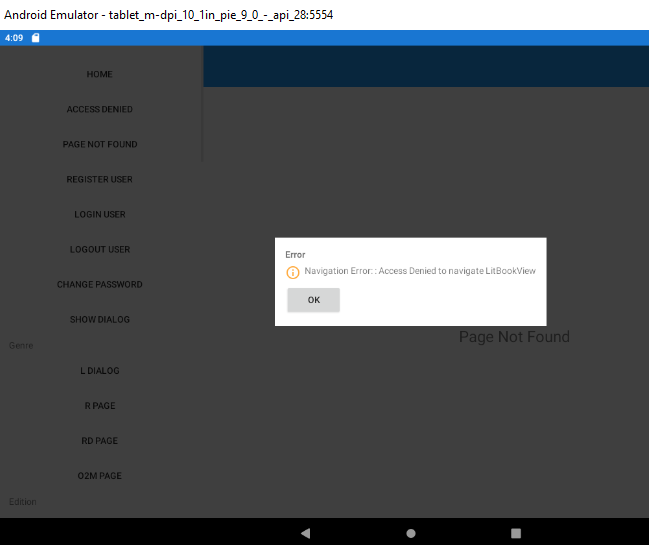 Android Emulator - tablet_m-dpi_10_1in_pie_9_0_-_api_28:5554
4:09
HOME
ACCESS DENIED
PAGE NOT FOUND
REGISTER USER
LOGIN USER
LOGOUT USER
CHANGE PASSWORD
SHOW DIALOG
Genre
L DIALOG
R PAGE
RD PAGE
O2M PAGE
Edition
Error
Navigation Error: : Access Denied to navigate LitBookView
OK
Page Not Found